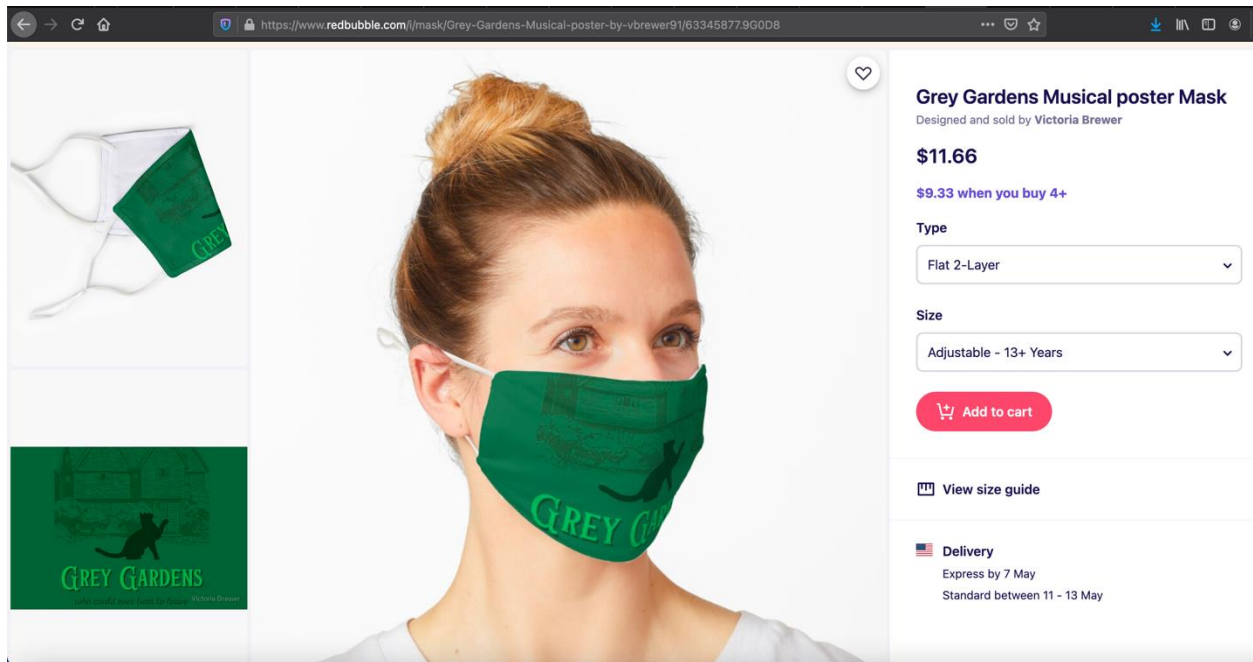 https://www.redbubble.com/i/mask/Grey-Gardens-Musical-poster-by-vbrewer91/63345877.9G0D8
Grey Gardens Musical poster Mask
Designed and sold by Victoria Brewer
$11.66
$9.33 when you buy 4+
Type
Flat 2-Layer
Size
Adjustable - 13+ Years
Add to cart
View size guide
Delivery
Express by 7 May
Standard between 11 - 13 May
GREY
GREY GA
GREY GARDENS
Victoria Brewer